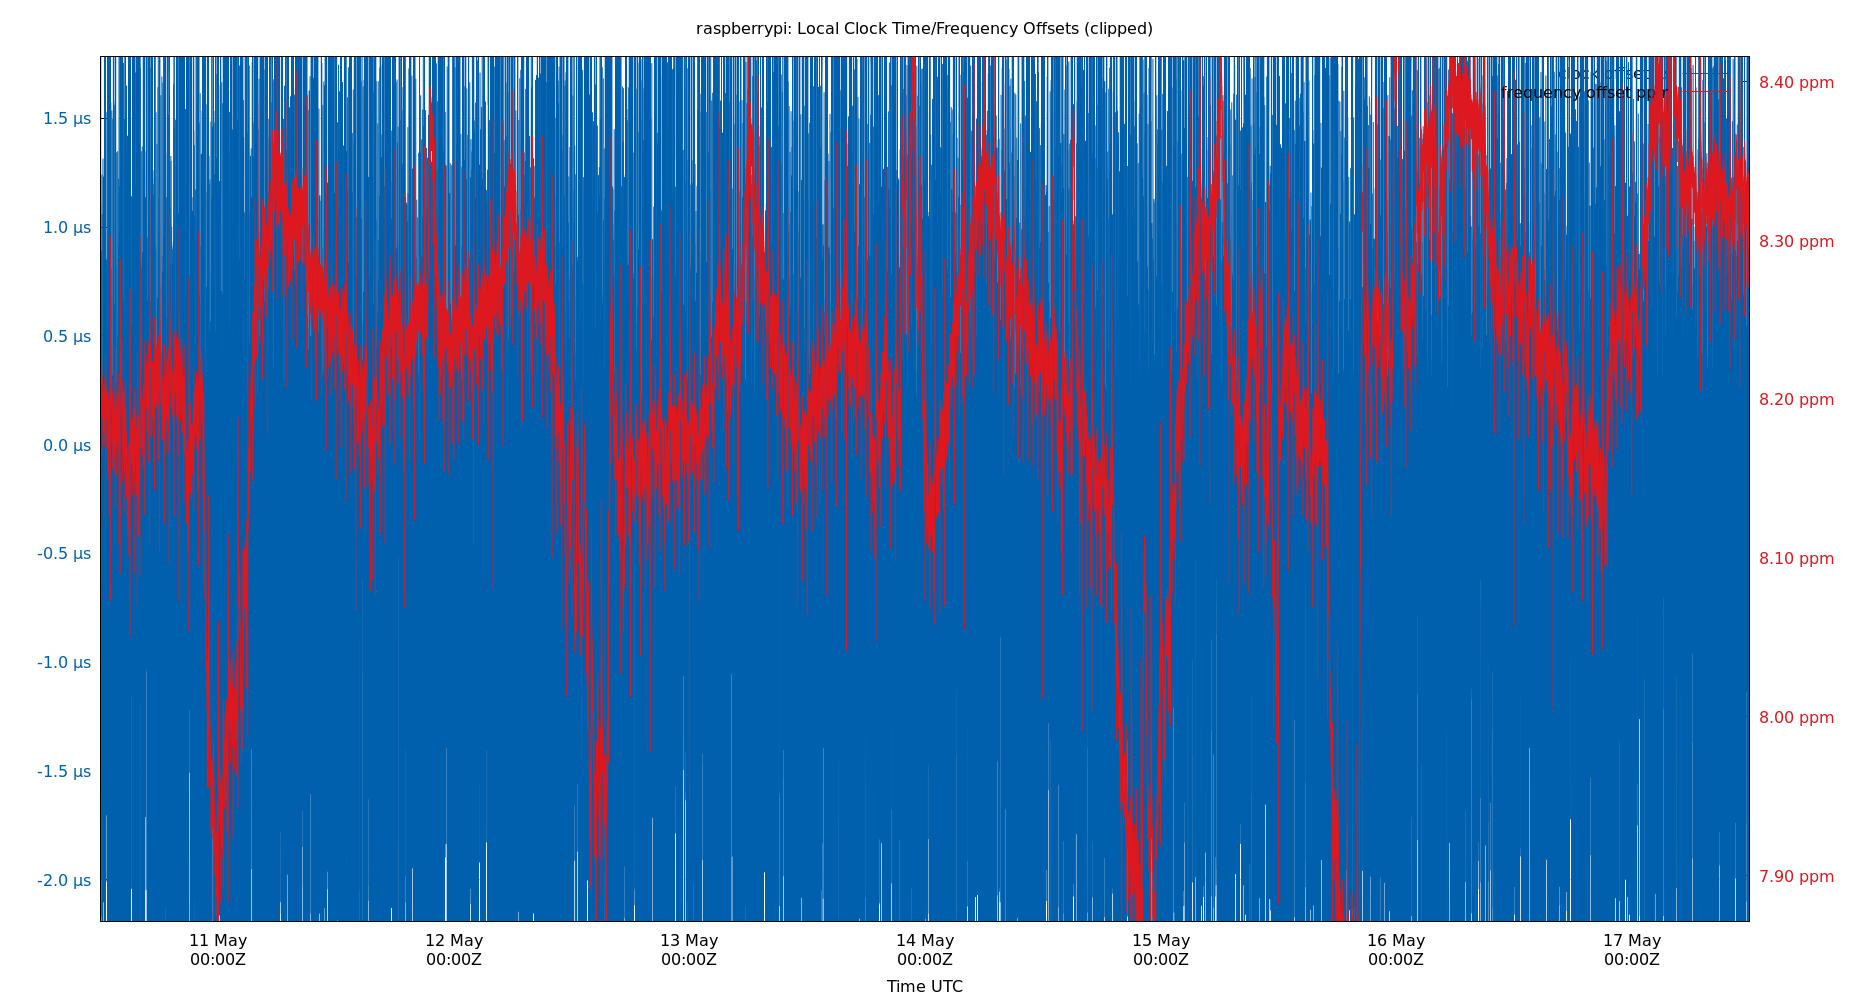 raspberrypi: Local Clock Time/Frequency Offsets (clipped)
clock offset
frequency offset pp
1.5 µs
1.0 µs
0.5 µs
0.0 µs
-0.5 µs
-1.0 µs
-1.5 µs
-2.0 µs
8.40 ppm
8.30 ppm
8.20 ppm
8.10 ppm
8.00 ppm
7.90 ppm
11 May
00:00Z
12 May
00:00Z
13 May
00:00Z
14 May
00:00Z
15 May
00:00Z
16 May
00:00Z
17 May
00:00Z
Time UTC